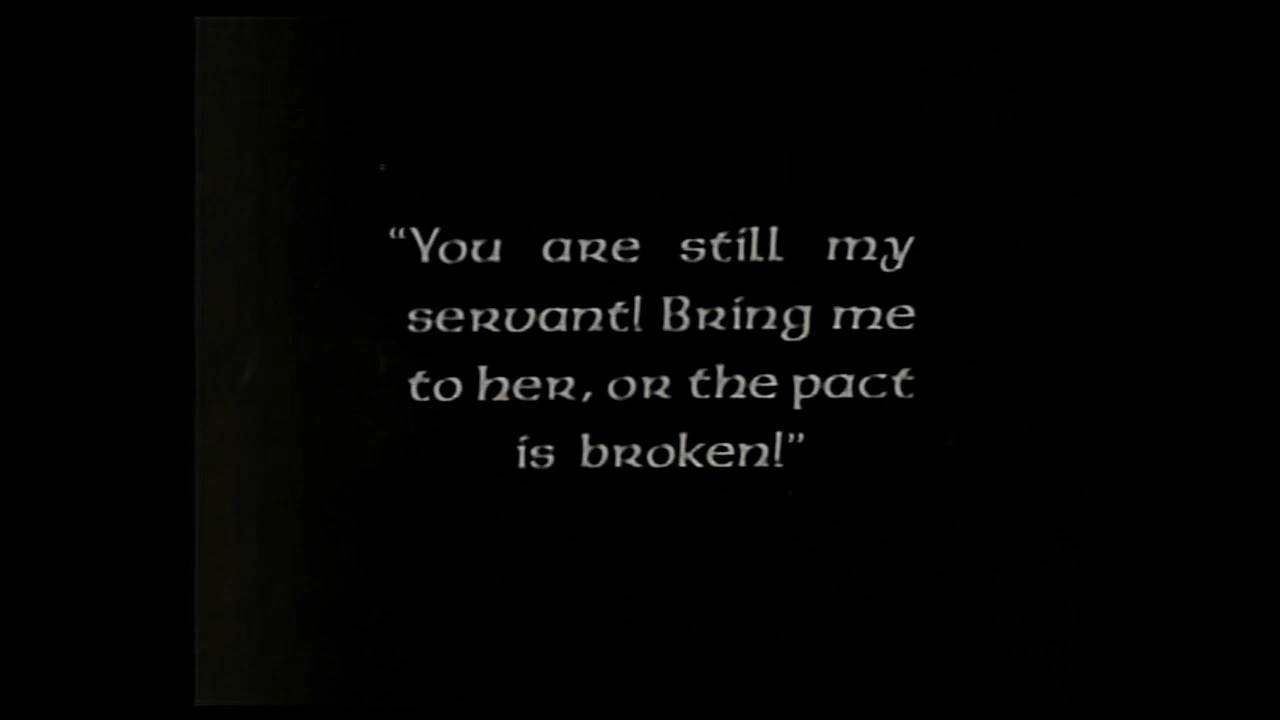 “You are still my
servant! Bring me
to her, or the pact
is broken!”